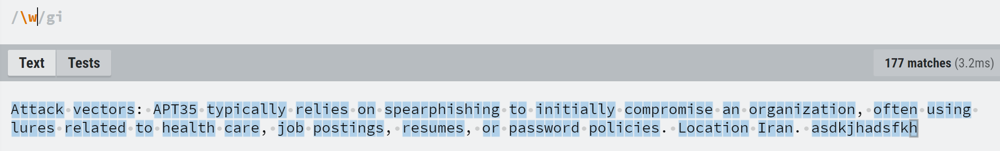 /\w/gi
Text Tests 177 matches (3.2ms)
Attack vectors: APT35 typically relies on spearphishing to initially compromise an organization, often using
lures related to health care, job postings, resumes, or password policies. Location Iran. asdkjhadsfkh